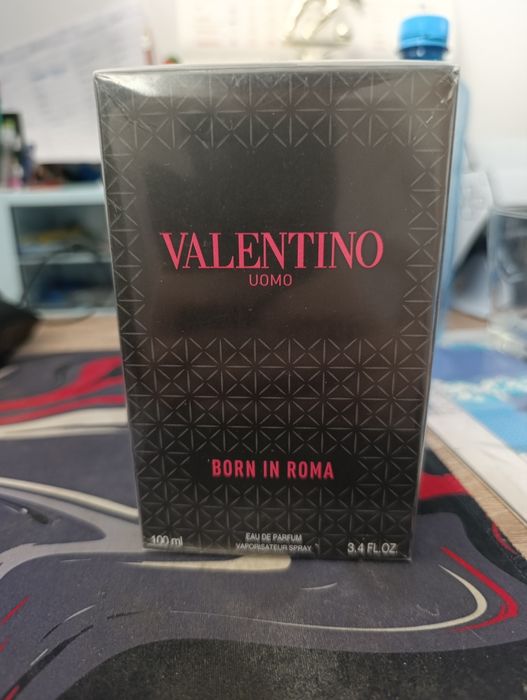 VALENTINO
UOMO
BORN IN ROMA
100 ml
EAU DE PARFUM
VAPORISATEUR SPRAY
3.4 FL.OZ.